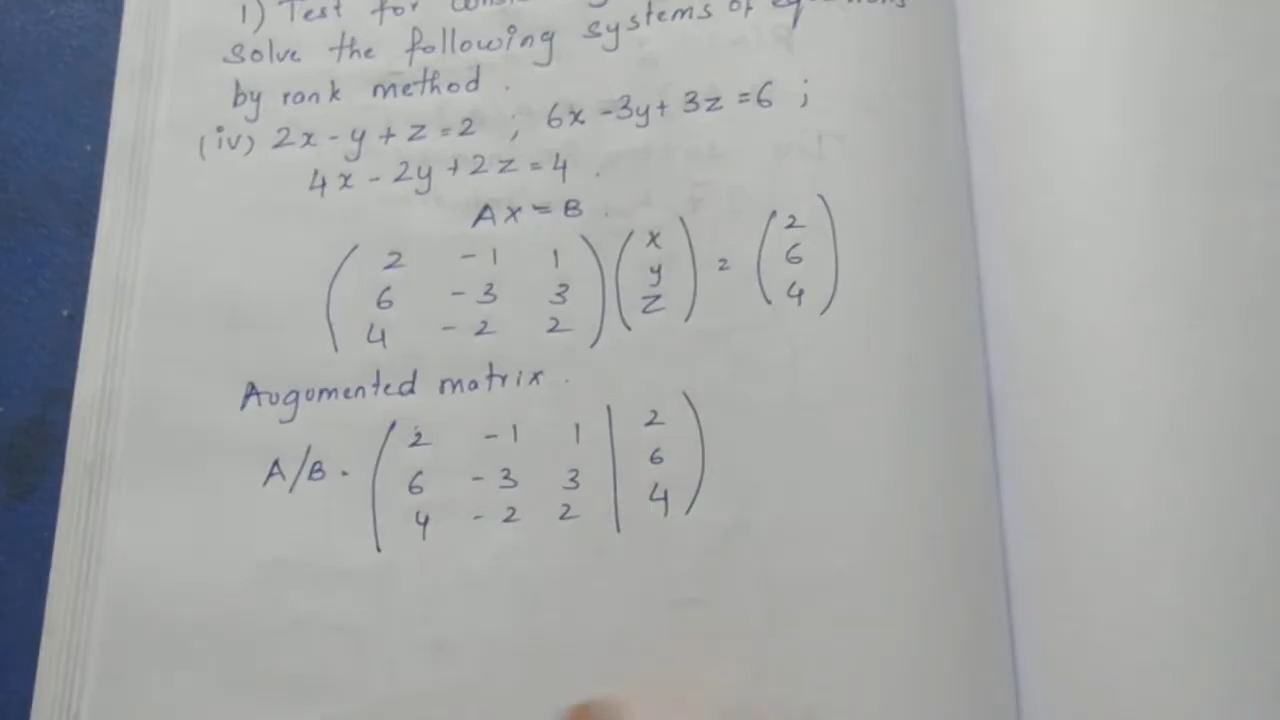 1) Test for
solve the following systems of equations
by rank method.
(iv) 2x - y + z = 2 ; 6x - 3y + 3z = 6 ;
4x - 2y + 2z = 4 .
AX = B .
( 2 -1 1 ) ( x ) = ( 2 )
( 6 -3 3 ) ( y ) ( 6 )
( 4 -2 2 ) ( z ) ( 4 )
Augomented matrix .
A/B = ( 2 -1 1 | 2 )
( 6 -3 3 | 6 )
( 4 -2 2 | 4 )